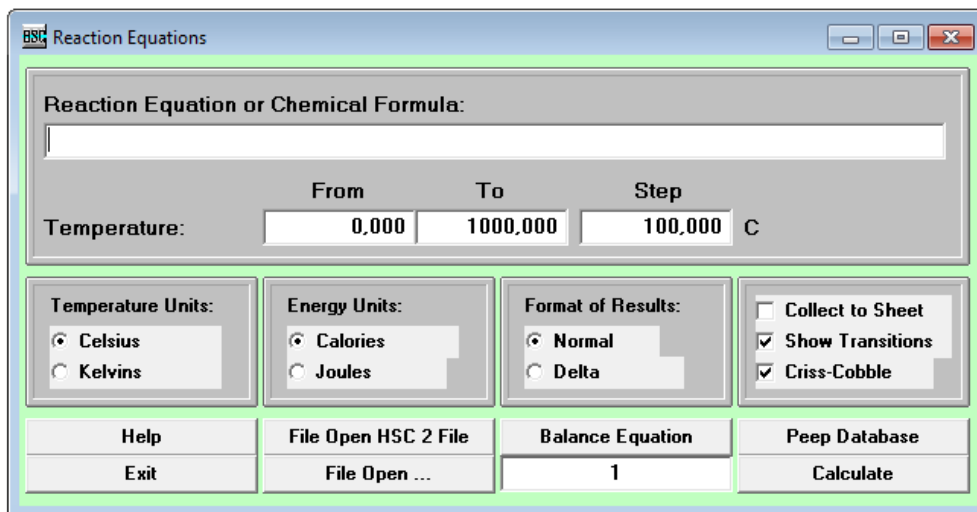 HSC Reaction Equations
Reaction Equation or Chemical Formula:
From To Step
Temperature: 0,000 1000,000 100,000 C
Temperature Units: Energy Units: Format of Results: Collect to Sheet
Celsius Calories Normal Show Transitions
Kelvins Joules Delta Criss-Cobble
Help File Open HSC 2 File Balance Equation Peep Database
Exit File Open ... 1 Calculate